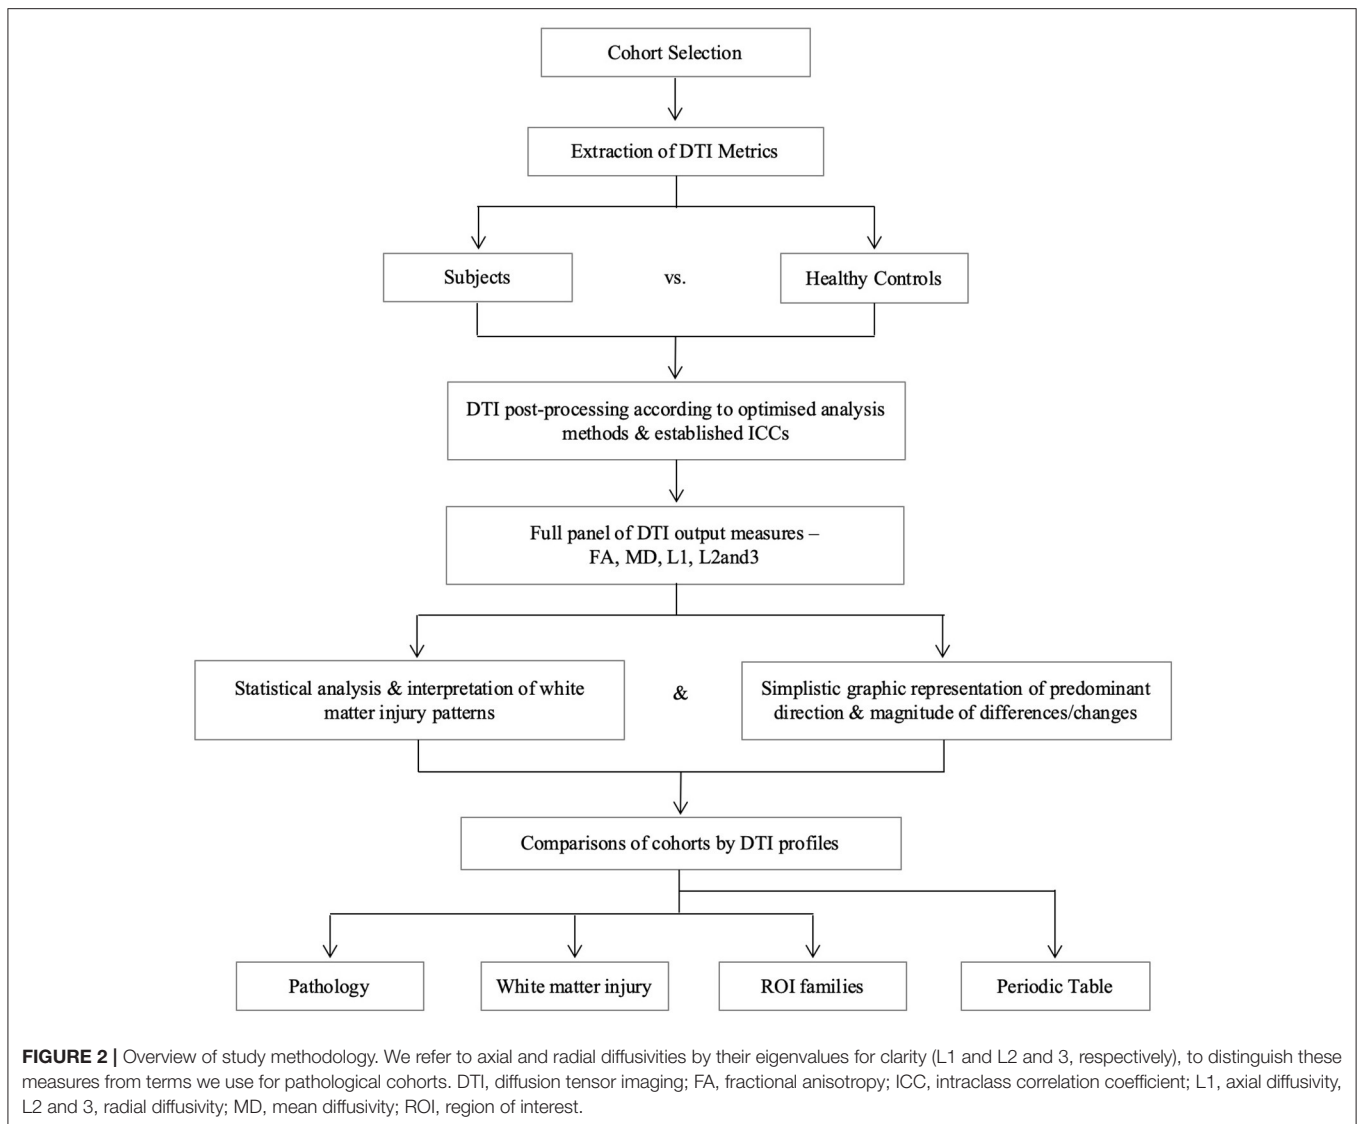 Cohort Selection
Extraction of DTI Metrics
Subjects
vs.
Healthy Controls
DTI post-processing according to optimised analysis
methods & established ICCs
Full panel of DTI output measures –
FA, MD, L1, L2and3
Statistical analysis & interpretation of white
matter injury patterns
&
Simplistic graphic representation of predominant
direction & magnitude of differences/changes
Comparisons of cohorts by DTI profiles
Pathology
White matter injury
ROI families
Periodic Table
FIGURE 2 | Overview of study methodology. We refer to axial and radial diffusivities by their eigenvalues for clarity (L1 and L2 and 3, respectively), to distinguish these
measures from terms we use for pathological cohorts. DTI, diffusion tensor imaging; FA, fractional anisotropy; ICC, intraclass correlation coefficient; L1, axial diffusivity,
L2 and 3, radial diffusivity; MD, mean diffusivity; ROI, region of interest.